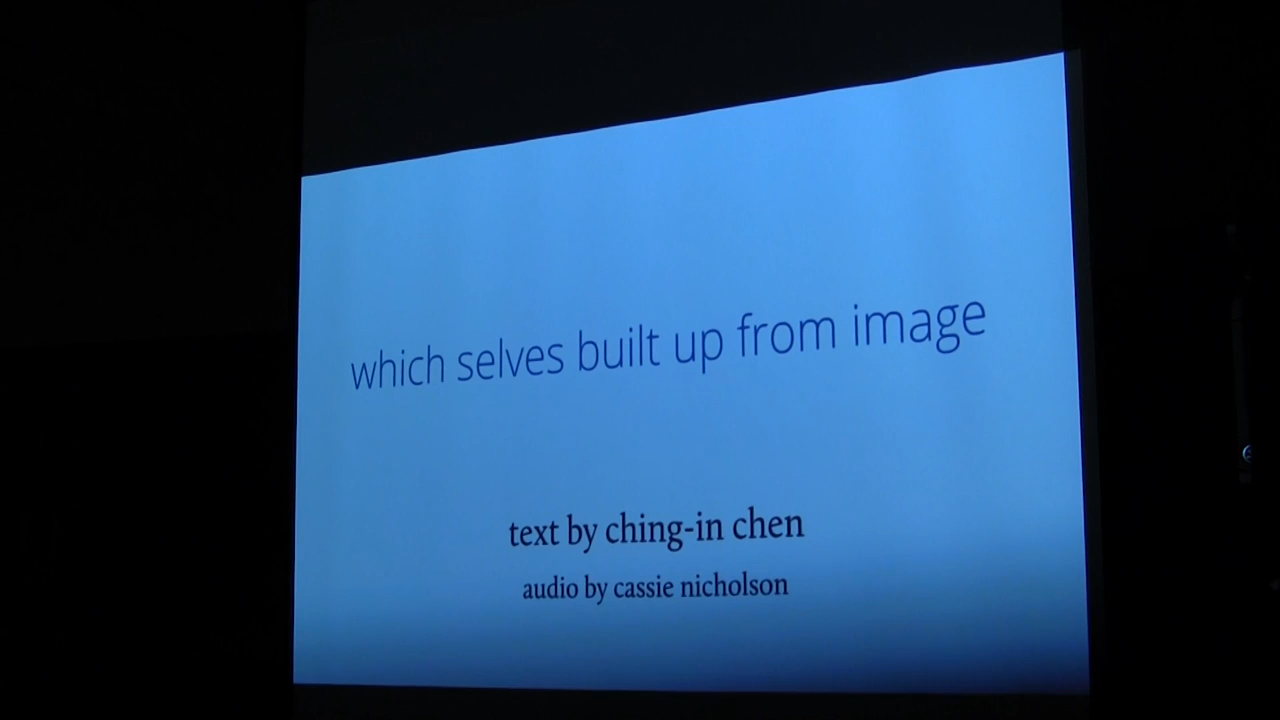 which selves built up from image
text by ching-in chen
audio by cassie nicholson